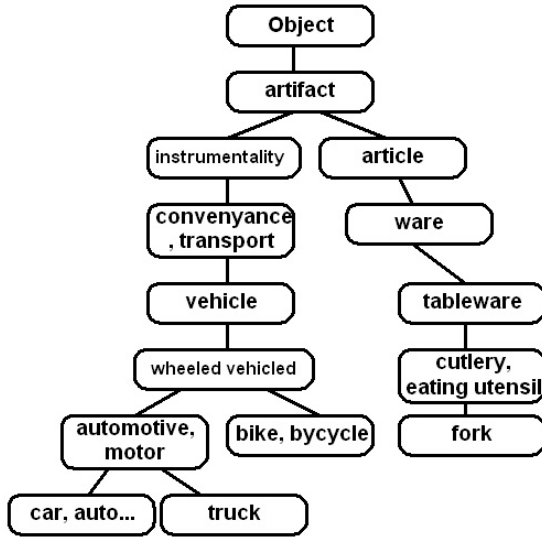 Object
artifact
instrumentality
article
convenyance
, transport
ware
vehicle
tableware
wheeled vehicled
cutlery,
eating utensil
automotive,
motor
bike, bycycle
fork
car, auto...
truck